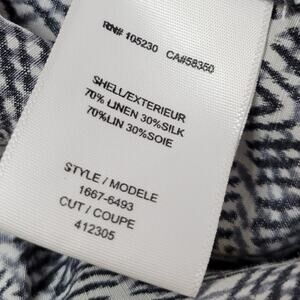 RN# 105230 CA#58350
SHELL/EXTERIEUR
70% LINEN 30%SILK
70%LIN 30%SOIE
STYLE / MODELE
1667-6493
CUT / COUPE
412305